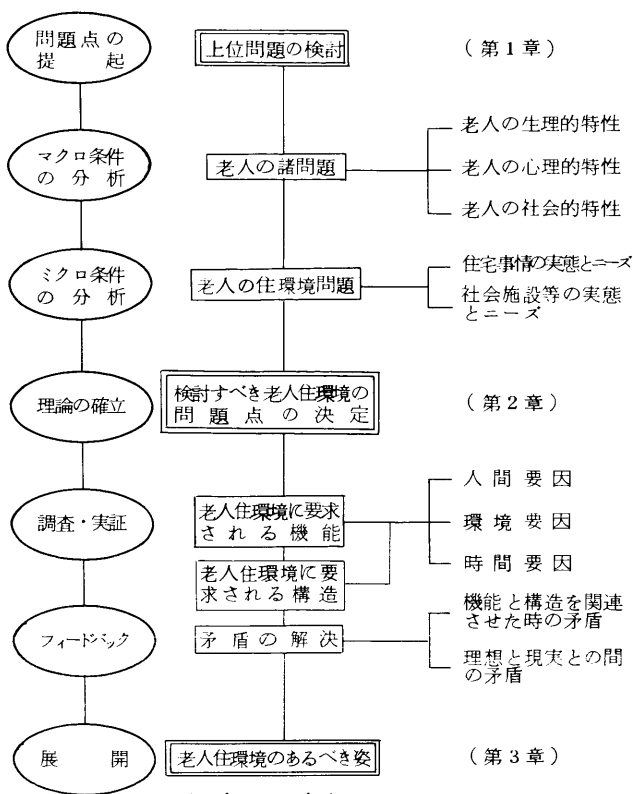 問題点の
提起
上位問題の検討
(第1章)
マクロ条件
の分析
老人の諸問題
老人の生理的特性
老人の心理的特性
老人の社会的特性
ミクロ条件
の分析
老人の住環境問題
住宅事情の実態とニーズ
社会施設等の実態
とニーズ
理論の確立
検討すべき老人住環境の
問題点の決定
(第2章)
調査・実証
老人住環境に要求
される機能
老人住環境に要
求される構造
人間要因
環境要因
時間要因
フィードバック
矛盾の解決
機能と構造を関連
させた時の矛盾
理想と現実との間
の矛盾
展開
老人住環境のあるべき姿
(第3章)